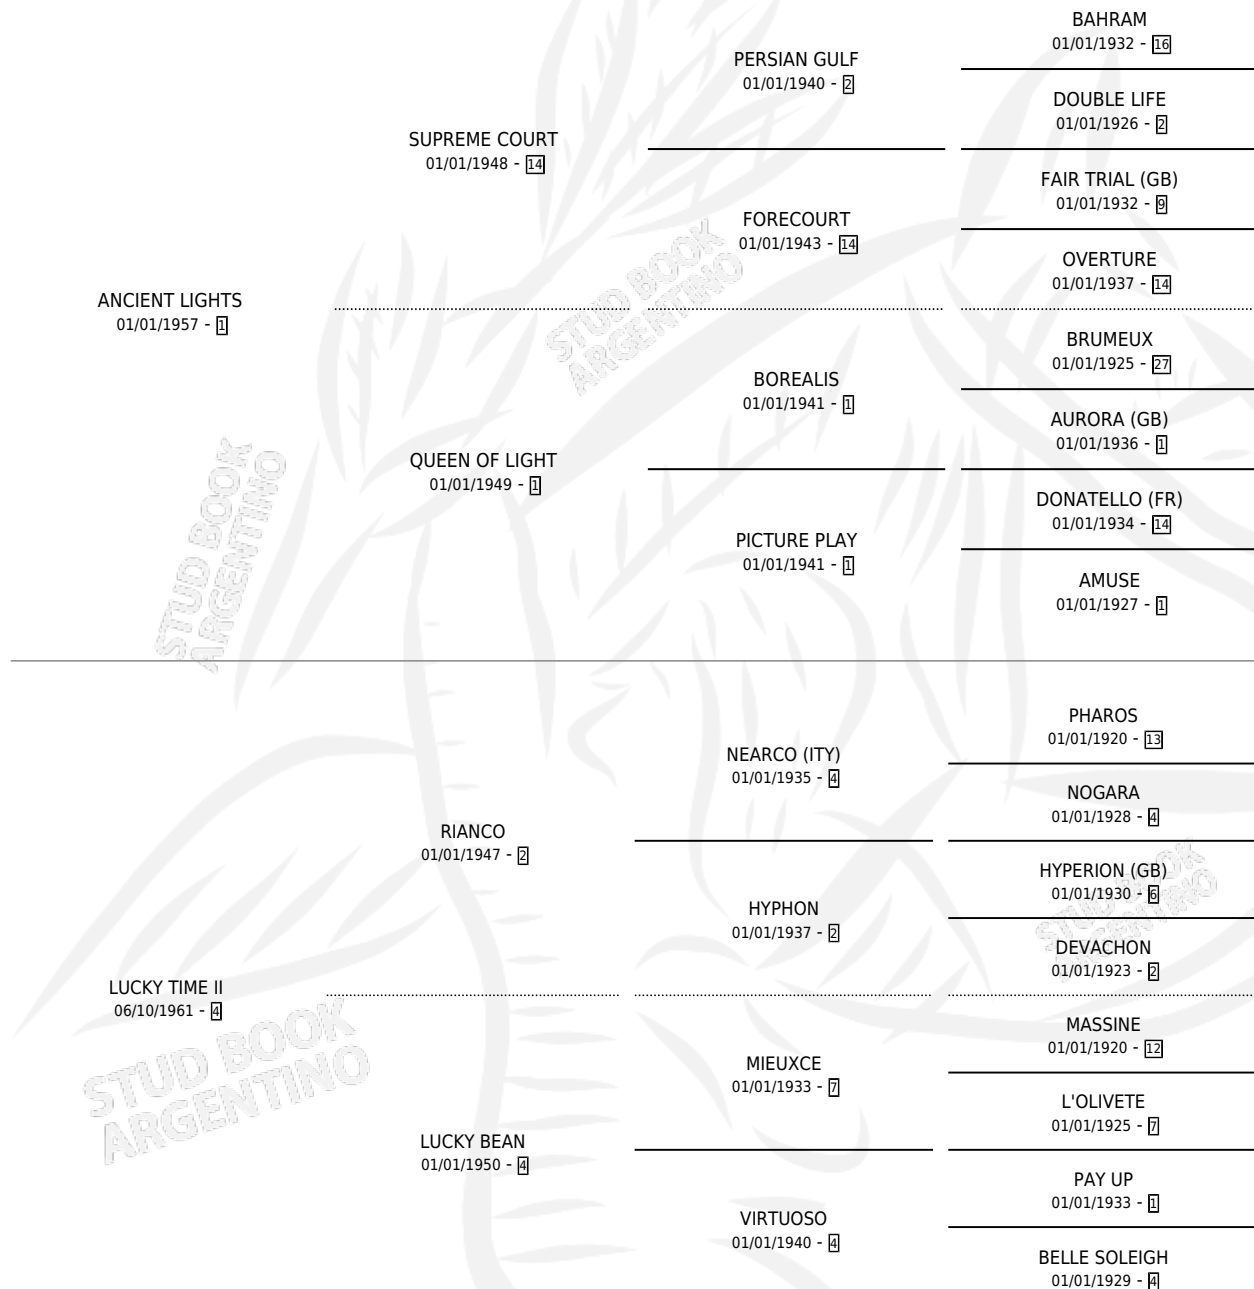 BAHRAM
01/01/1932 - 16
PERSIAN GULF
01/01/1940 - 2
DOUBLE LIFE
01/01/1926 - 2
SUPREME COURT
01/01/1948 - 14
FAIR TRIAL (GB)
01/01/1932 - 9
FORECOURT
01/01/1943 - 14
OVERTURE
01/01/1937 - 14
ANCIENT LIGHTS
01/01/1957 - 1
BRUMEUX
01/01/1925 - 27
BOREALIS
01/01/1941 - 1
AURORA (GB)
01/01/1936 - 1
QUEEN OF LIGHT
01/01/1949 - 1
DONATELLO (FR)
01/01/1934 - 14
PICTURE PLAY
01/01/1941 - 1
AMUSE
01/01/1927 - 1
STUD BOOK
ARGENTINO
STUD BOOK
ARGENTINO
PHAROS
01/01/1920 - 13
NEARCO (ITY)
01/01/1935 - 4
NOGARA
01/01/1928 - 4
RIANCO
01/01/1947 - 2
HYPERION (GB)
01/01/1930 - 6
HYPHON
01/01/1937 - 2
DEVACHON
01/01/1923 - 2
LUCKY TIME II
06/10/1961 - 4
MASSINE
01/01/1920 - 12
MIEUXCE
01/01/1933 - 7
L'OLIVETE
01/01/1925 - 7
LUCKY BEAN
01/01/1950 - 4
PAY UP
01/01/1933 - 1
VIRTUOSO
01/01/1940 - 4
BELLE SOLEIGH
01/01/1929 - 4
STUD BOOK
ARGENTINO
STUD BOOK
ARGENTINO